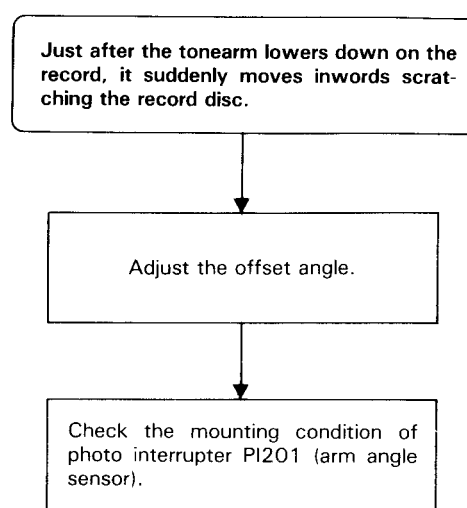 Just after the tonearm lowers down on the
record, it suddenly moves inwords scrat-
ching the record disc.
Adjust the offset angle.
Check the mounting condition of
photo interrupter PI201 (arm angle
sensor).